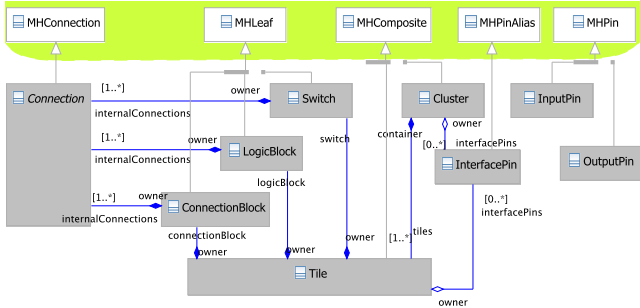 MHConnection
MHLeaf
MHComposite
MHPinAlias
MHPin
Connection
[1..*]
internalConnections
owner
Switch
Cluster
InputPin
[1..*]
internalConnections
owner
LogicBlock
switch
container
owner
[0..*]
interfacePins
InterfacePin
OutputPin
logicBlock
[1..*]
internalConnections
owner
ConnectionBlock
[0..*]
interfacePins
connectionBlock
owner
owner
owner
[1..*]
tiles
Tile
owner